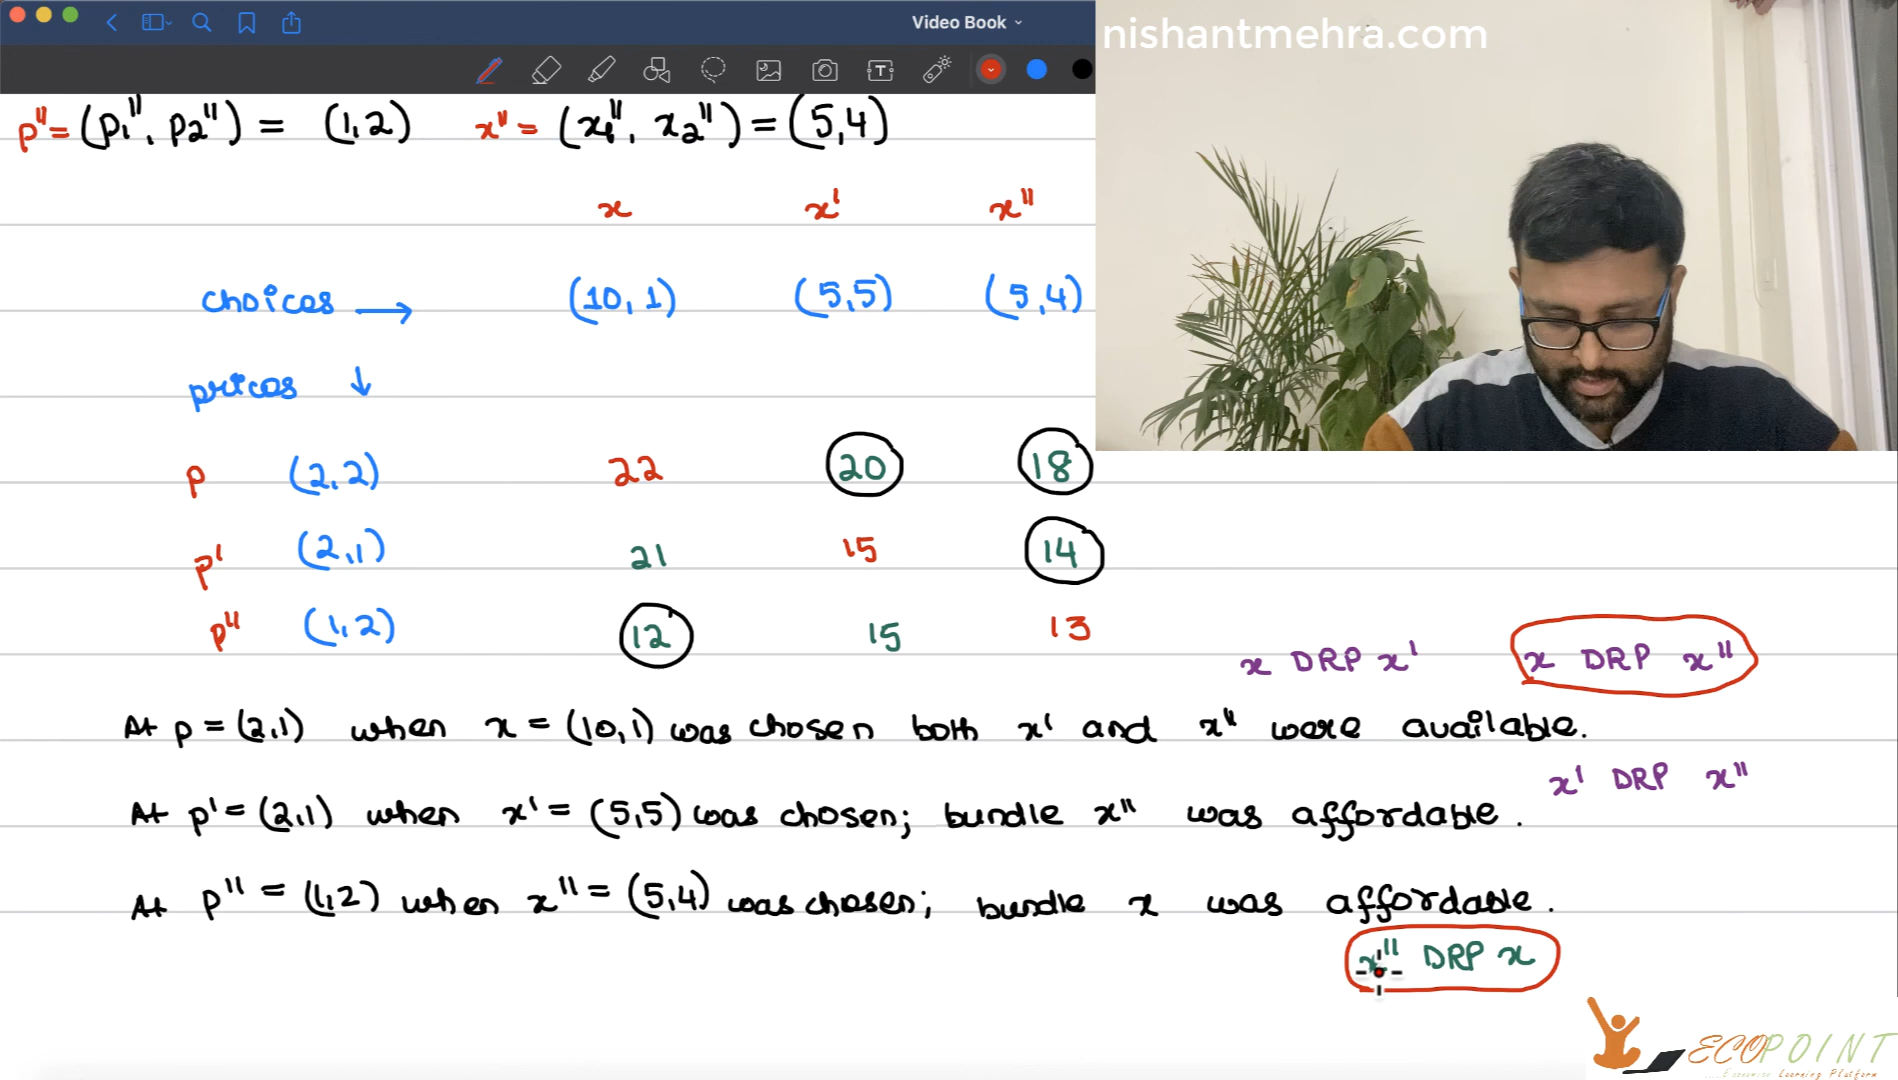 Video Book
nishantmehra.com
T
p'' = (p1'', p2'') = (1,2) x'' = (x1'', x2'') = (5,4)
x x' x''
choices → (10,1) (5,5) (5,4)
prices ↓
p (2,2) 22 20 18
p' (2,1) 21 15 14
p'' (1,2) 12 15 13
x DRP x' x DRP x''
At p = (2,1) when x = (10,1) was chosen both x' and x'' were available.
x' DRP x''
At p' = (2,1) when x' = (5,5) was chosen; bundle x'' was affordable.
At p'' = (1,2) when x'' = (5,4) was chosen; bundle x was affordable.
x'' DRP x
ECOPOINT
Economics Learning Platform